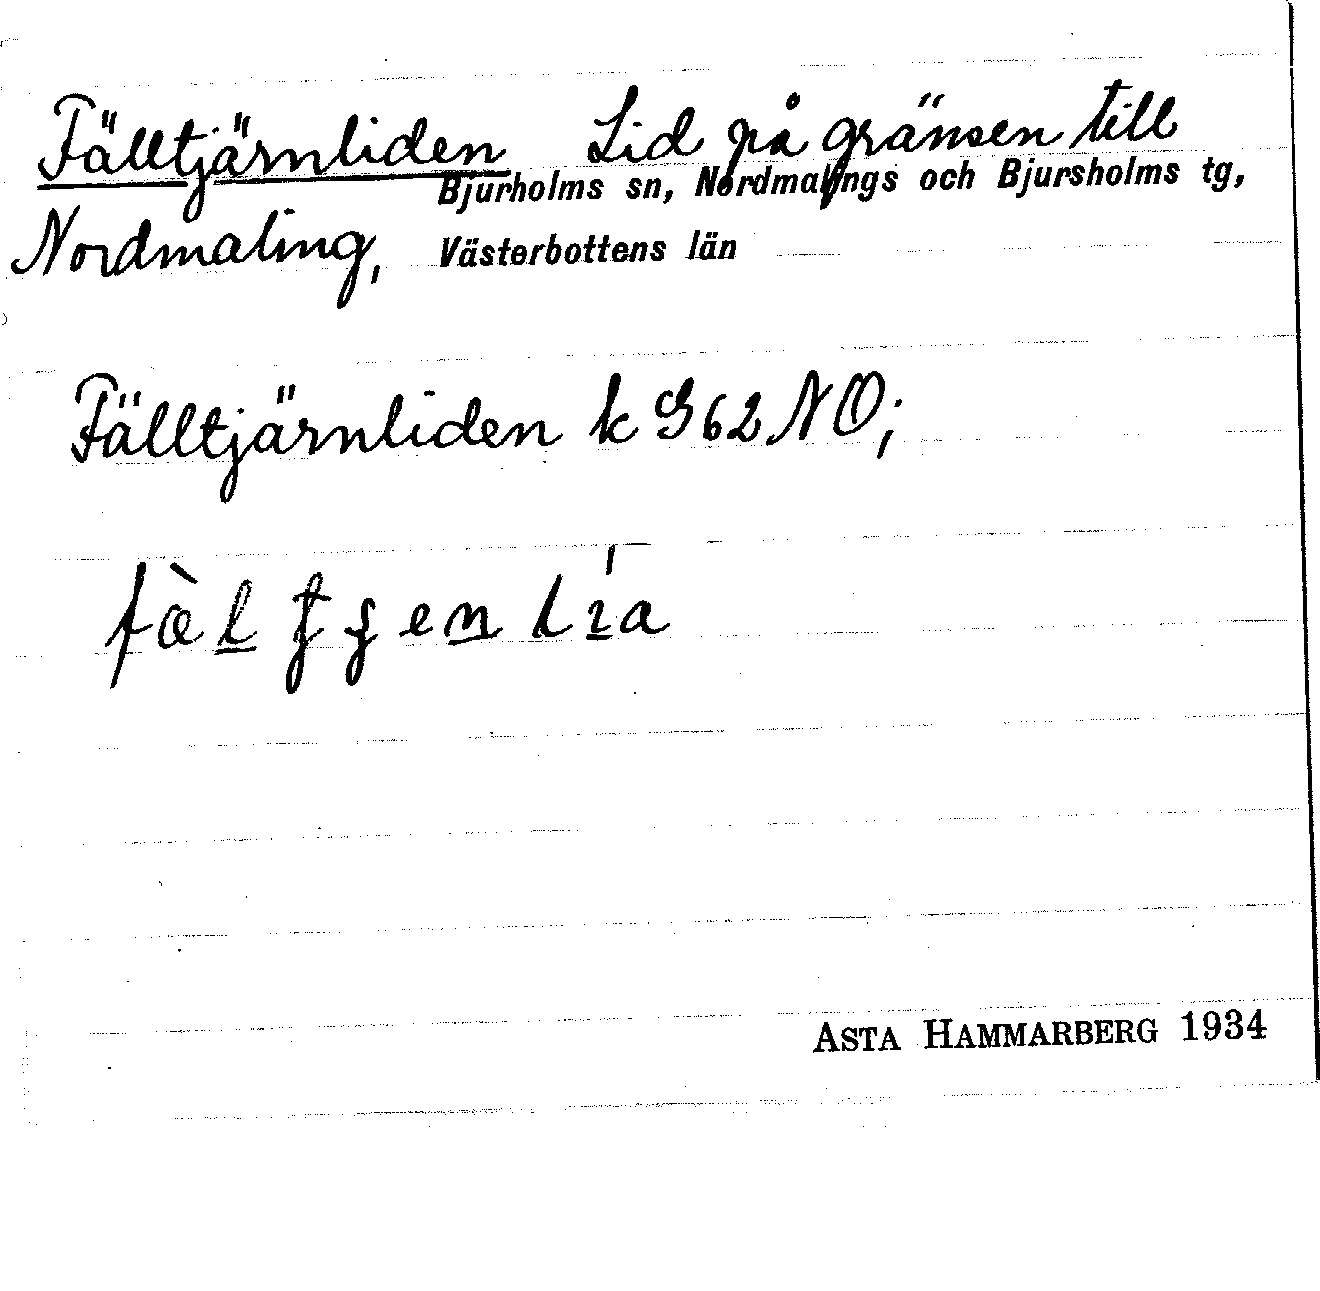 Fälltjärnliden Lid på gränsen till
Bjurholms sn, Nordmalings och Bjursholms tg,
Nordmaling, Västerbottens län
Fälltjärnliden k G62 NO;
ASTA HAMMARBERG 1934